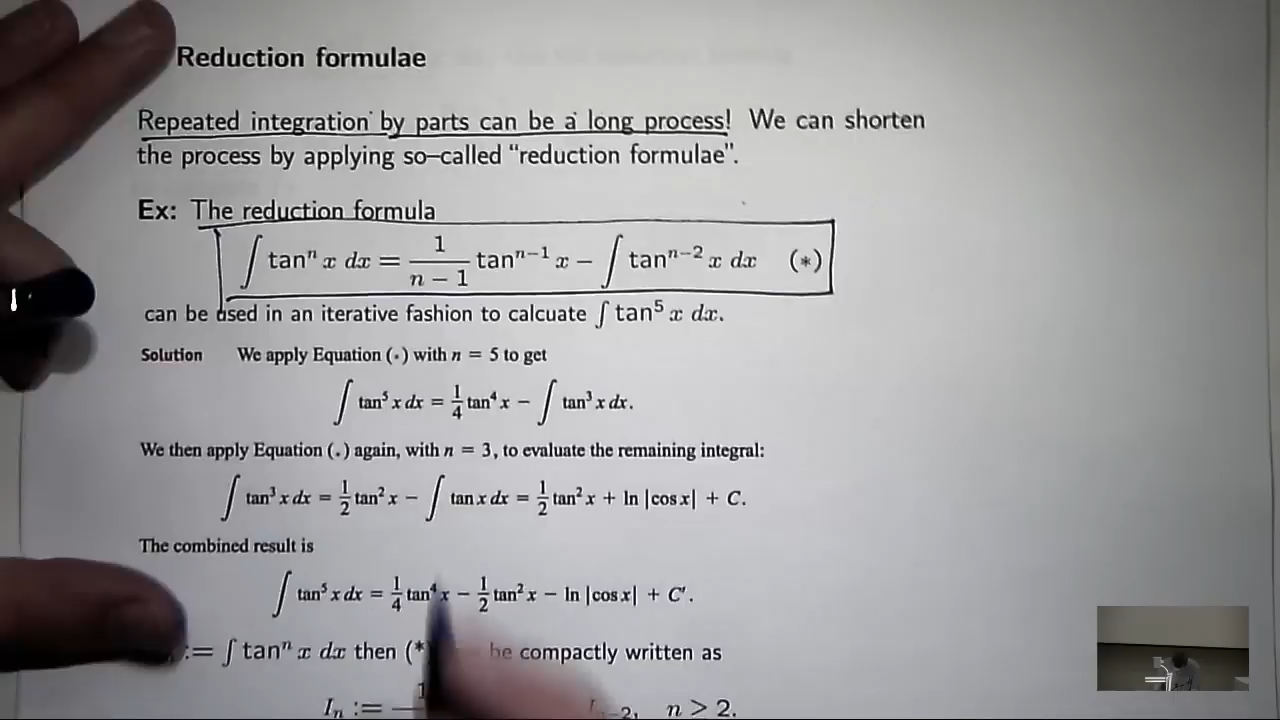 Reduction formulae
Repeated integration by parts can be a long process! We can shorten
the process by applying so–called “reduction formulae”.
Ex: The reduction formula
∫ tanⁿ x dx = 1/(n − 1) tanⁿ⁻¹ x − ∫ tanⁿ⁻² x dx (∗)
can be used in an iterative fashion to calcuate ∫ tan⁵ x dx.
Solution We apply Equation (·) with n = 5 to get
∫ tan⁵ x dx = 1/4 tan⁴ x − ∫ tan³ x dx.
We then apply Equation (·) again, with n = 3, to evaluate the remaining integral:
∫ tan³ x dx = 1/2 tan² x − ∫ tan x dx = 1/2 tan² x + ln |cos x| + C.
The combined result is
∫ tan⁵ x dx = 1/4 tan⁴ x − 1/2 tan² x − ln |cos x| + C′.
:= ∫ tanⁿ x dx then (* be compactly written as
Iₙ := 1 ₋₂, n > 2.